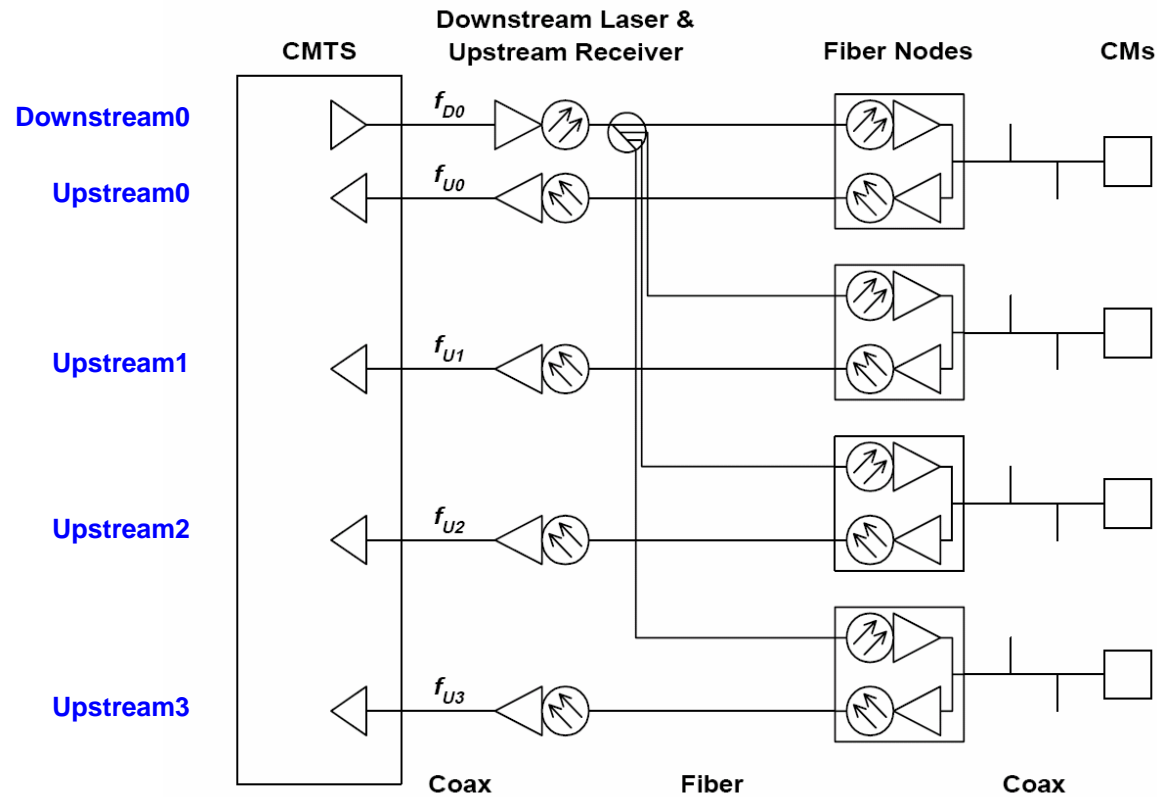 Downstream Laser &
Upstream Receiver
CMTS
Fiber Nodes
CMs
Downstream0
fD0
Upstream0
fU0
Upstream1
fU1
Upstream2
fU2
Upstream3
fU3
Coax
Fiber
Coax